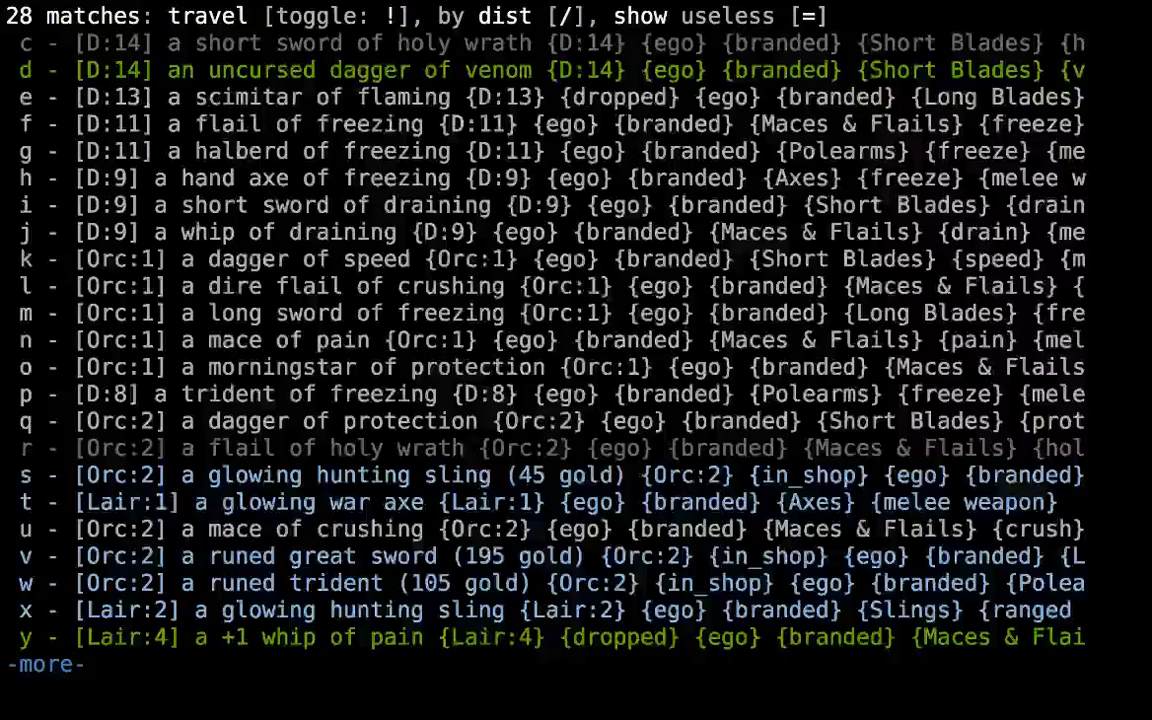 28 matches: travel [toggle: !], by dist [/], show useless [=]
c - [D:14] a short sword of holy wrath {D:14} {ego} {branded} {Short Blades} {h
d - [D:14] an uncursed dagger of venom {D:14} {ego} {branded} {Short Blades} {v
e - [D:13] a scimitar of flaming {D:13} {dropped} {ego} {branded} {Long Blades}
f - [D:11] a flail of freezing {D:11} {ego} {branded} {Maces & Flails} {freeze}
g - [D:11] a halberd of freezing {D:11} {ego} {branded} {Polearms} {freeze} {me
h - [D:9] a hand axe of freezing {D:9} {ego} {branded} {Axes} {freeze} {melee w
i - [D:9] a short sword of draining {D:9} {ego} {branded} {Short Blades} {drain
j - [D:9] a whip of draining {D:9} {ego} {branded} {Maces & Flails} {drain} {me
k - [Orc:1] a dagger of speed {Orc:1} {ego} {branded} {Short Blades} {speed} {m
l - [Orc:1] a dire flail of crushing {Orc:1} {ego} {branded} {Maces & Flails} {
m - [Orc:1] a long sword of freezing {Orc:1} {ego} {branded} {Long Blades} {fre
n - [Orc:1] a mace of pain {Orc:1} {ego} {branded} {Maces & Flails} {pain} {mel
o - [Orc:1] a morningstar of protection {Orc:1} {ego} {branded} {Maces & Flails
p - [D:8] a trident of freezing {D:8} {ego} {branded} {Polearms} {freeze} {mele
q - [Orc:2] a dagger of protection {Orc:2} {ego} {branded} {Short Blades} {prot
r - [Orc:2] a flail of holy wrath {Orc:2} {ego} {branded} {Maces & Flails} {hol
s - [Orc:2] a glowing hunting sling (45 gold) {Orc:2} {in_shop} {ego} {branded}
t - [Lair:1] a glowing war axe {Lair:1} {ego} {branded} {Axes} {melee weapon}
u - [Orc:2] a mace of crushing {Orc:2} {ego} {branded} {Maces & Flails} {crush}
v - [Orc:2] a runed great sword (195 gold) {Orc:2} {in_shop} {ego} {branded} {L
w - [Orc:2] a runed trident (105 gold) {Orc:2} {in_shop} {ego} {branded} {Polea
x - [Lair:2] a glowing hunting sling {Lair:2} {ego} {branded} {Slings} {ranged
y - [Lair:4] a +1 whip of pain {Lair:4} {dropped} {ego} {branded} {Maces & Flai
-more-